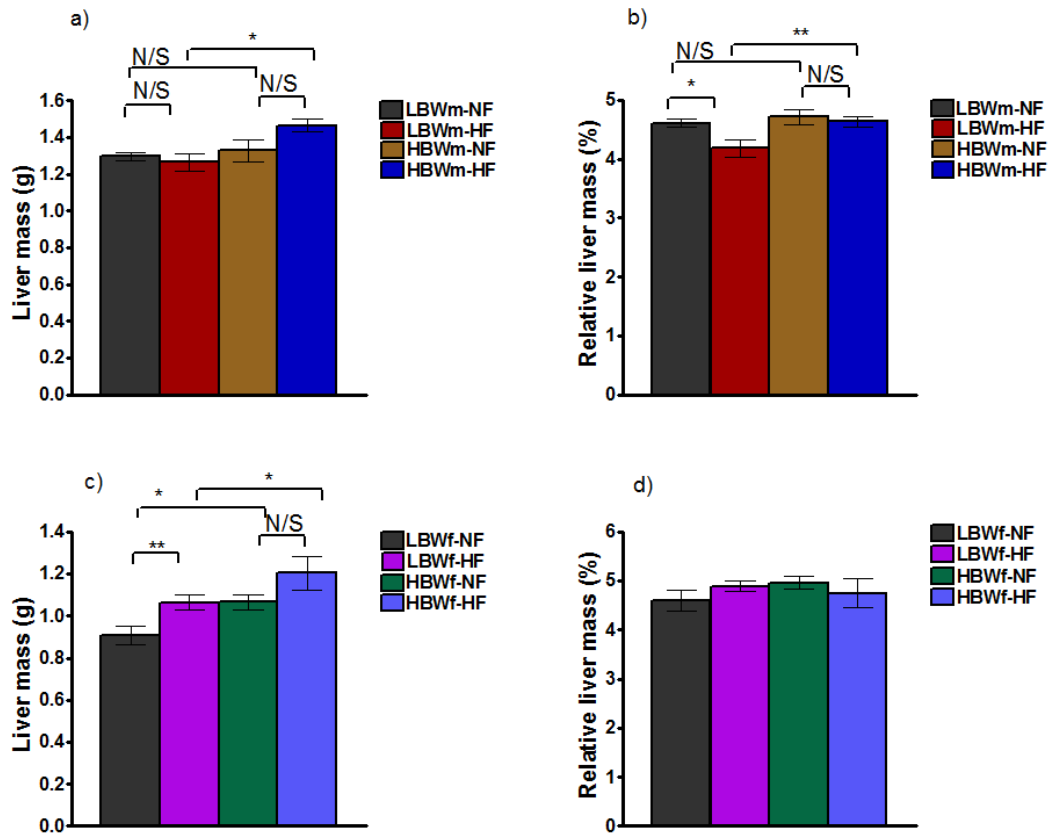 a)
*
N/S
N/S
N/S
1.6
1.4
1.2
1.0
0.8
0.6
0.4
0.2
0.0
Liver mass (g)
LBWm-NF
LBWm-HF
HBWm-NF
HBWm-HF
b)
**
N/S
*
N/S
5
4
3
2
1
0
Relative liver mass (%)
LBWm-NF
LBWm-HF
HBWm-NF
HBWm-HF
c)
*
*
N/S
**
1.4
1.2
1.0
0.8
0.6
0.4
0.2
0.0
Liver mass (g)
LBWf-NF
LBWf-HF
HBWf-NF
HBWf-HF
d)
6
5
4
3
2
1
0
Relative liver mass (%)
LBWf-NF
LBWf-HF
HBWf-NF
HBWf-HF